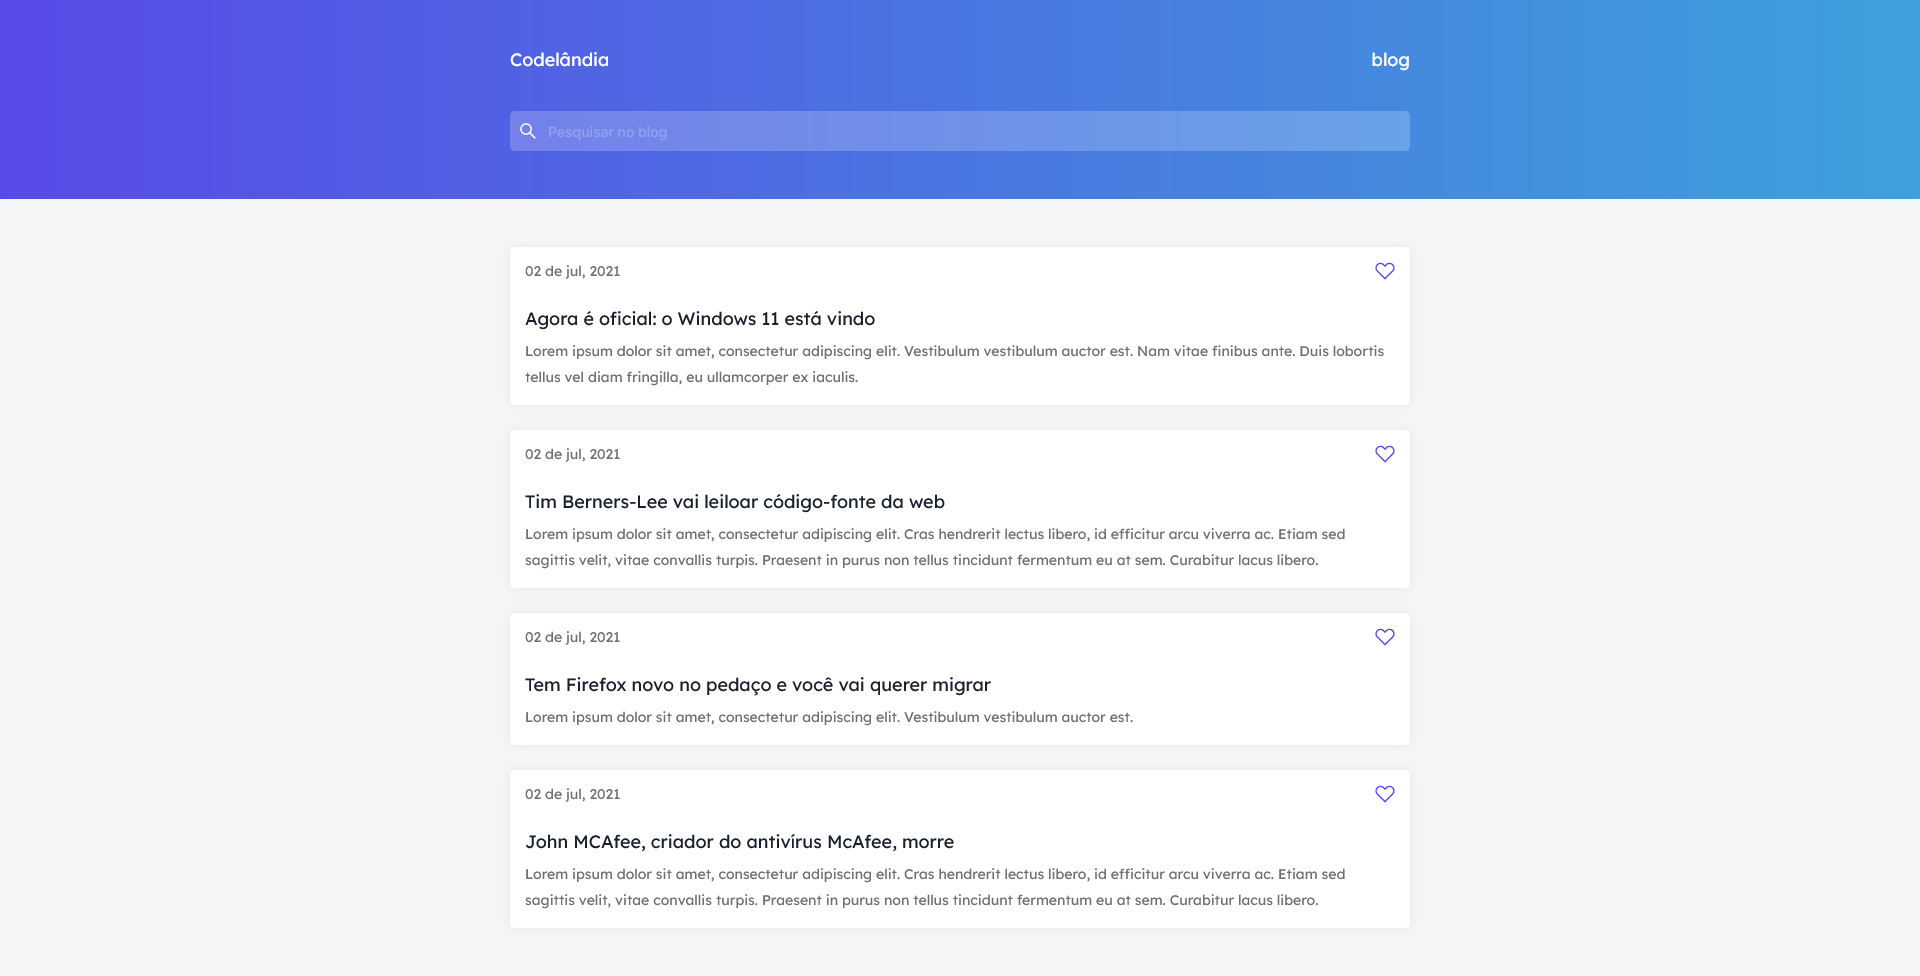 Codelândia
blog
Pesquisar no blog
02 de jul, 2021
Agora é oficial: o Windows 11 está vindo
Lorem ipsum dolor sit amet, consectetur adipiscing elit. Vestibulum vestibulum auctor est. Nam vitae finibus ante. Duis lobortis
tellus vel diam fringilla, eu ullamcorper ex iaculis.
02 de jul, 2021
Tim Berners-Lee vai leiloar código-fonte da web
Lorem ipsum dolor sit amet, consectetur adipiscing elit. Cras hendrerit lectus libero, id efficitur arcu viverra ac. Etiam sed
sagittis velit, vitae convallis turpis. Praesent in purus non tellus tincidunt fermentum eu at sem. Curabitur lacus libero.
02 de jul, 2021
Tem Firefox novo no pedaço e você vai querer migrar
Lorem ipsum dolor sit amet, consectetur adipiscing elit. Vestibulum vestibulum auctor est.
02 de jul, 2021
John MCAfee, criador do antivírus McAfee, morre
Lorem ipsum dolor sit amet, consectetur adipiscing elit. Cras hendrerit lectus libero, id efficitur arcu viverra ac. Etiam sed
sagittis velit, vitae convallis turpis. Praesent in purus non tellus tincidunt fermentum eu at sem. Curabitur lacus libero.